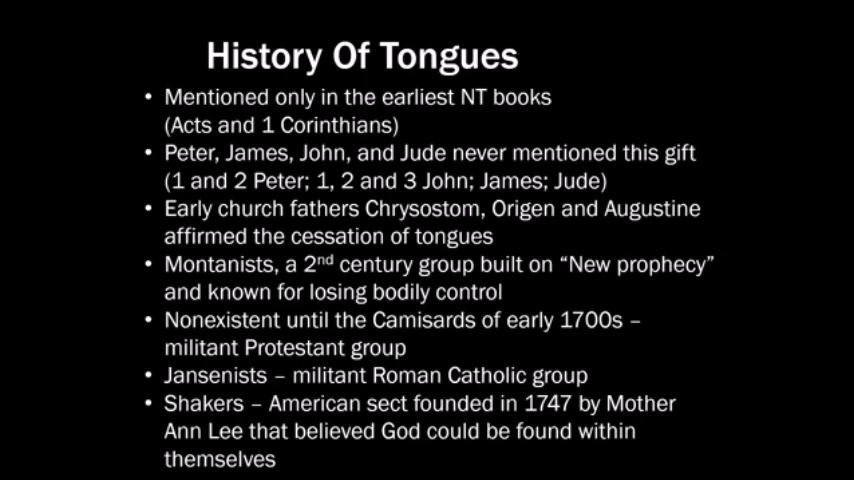 History Of Tongues
• Mentioned only in the earliest NT books
(Acts and 1 Corinthians)
• Peter, James, John, and Jude never mentioned this gift
(1 and 2 Peter; 1, 2 and 3 John; James; Jude)
• Early church fathers Chrysostom, Origen and Augustine
affirmed the cessation of tongues
• Montanists, a 2nd century group built on “New prophecy”
and known for losing bodily control
• Nonexistent until the Camisards of early 1700s –
militant Protestant group
• Jansenists – militant Roman Catholic group
• Shakers – American sect founded in 1747 by Mother
Ann Lee that believed God could be found within
themselves